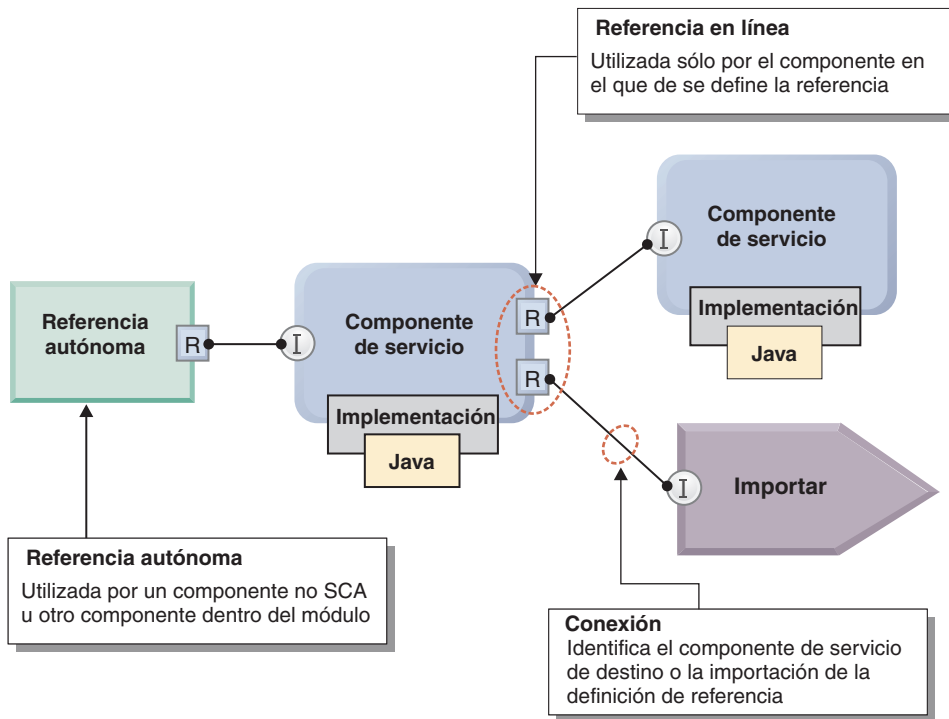 Referencia en línea
Utilizada sólo por el componente en
el que de se define la referencia
Componente
de servicio
I
Implementación
Java
Referencia
autónoma
R
I
Componente
de servicio
R
R
Implementación
Java
I
Importar
Referencia autónoma
Utilizada por un componente no SCA
u otro componente dentro del módulo
Conexión
Identifica el componente de servicio
de destino o la importación de la
definición de referencia